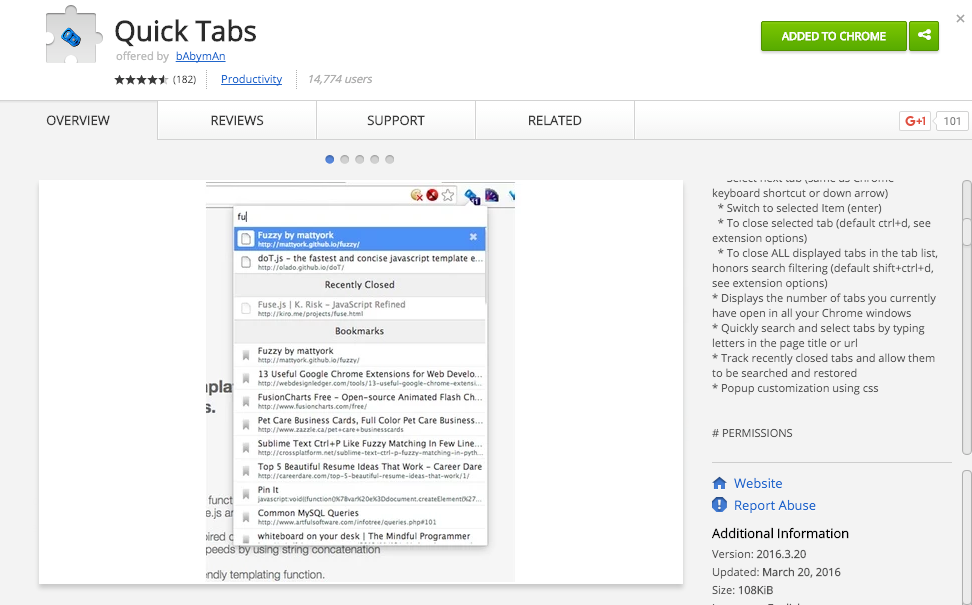 Quick Tabs
offered by bAbymAn
(182)
Productivity
14,774 users
ADDED TO CHROME
OVERVIEW
REVIEWS
SUPPORT
RELATED
G+1
101
fu
Fuzzy by mattyork
http://mattyork.github.io/fuzzy/
doT.js – the fastest and concise javascript template e...
http://olado.github.io/doT/
Recently Closed
Fuse.js | K. Risk – JavaScript Refined
http://kiro.me/projects/fuse.html
Bookmarks
Fuzzy by mattyork
http://mattyork.github.io/fuzzy/
13 Useful Google Chrome Extensions for Web Develo...
http://webdesignledger.com/tools/13-useful-google-chrome-extensi...
FusionCharts Free – Open-source Animated Flash Ch...
http://www.fusioncharts.com/free/
Pet Care Business Cards, Full Color Pet Care Business...
http://www.zazzle.ca/pet+care+businesscards
Sublime Text Ctrl+P Like Fuzzy Matching In Few Line...
http://crossplatform.net/sublime-text-ctrl-p-fuzzy-matching-in-pyth...
Top 5 Beautiful Resume Ideas That Work – Career Dare
http://careerdare.com/top-5-beautiful-resume-ideas-that-work/1/
Pin It
javascript:void((function()%7Bvar%20e%3Ddocument.createElement(%27...
Common MySQL Queries
http://www.artfulsoftware.com/infotree/queries.php#101
whiteboard on your desk | The Mindful Programmer
mpla
s.
funct
e.js ar
pired c
peeds by using string concatenation
endly templating function.
* Select next tab (same as Chrome
keyboard shortcut or down arrow)
* Switch to selected Item (enter)
* To close selected tab (default ctrl+d, see
extension options)
* To close ALL displayed tabs in the tab list,
honors search filtering (default shift+ctrl+d,
see extension options)
* Displays the number of tabs you currently
have open in all your Chrome windows
* Quickly search and select tabs by typing
letters in the page title or url
* Track recently closed tabs and allow them
to be searched and restored
* Popup customization using css
# PERMISSIONS
Website
Report Abuse
Additional Information
Version: 2016.3.20
Updated: March 20, 2016
Size: 108KiB